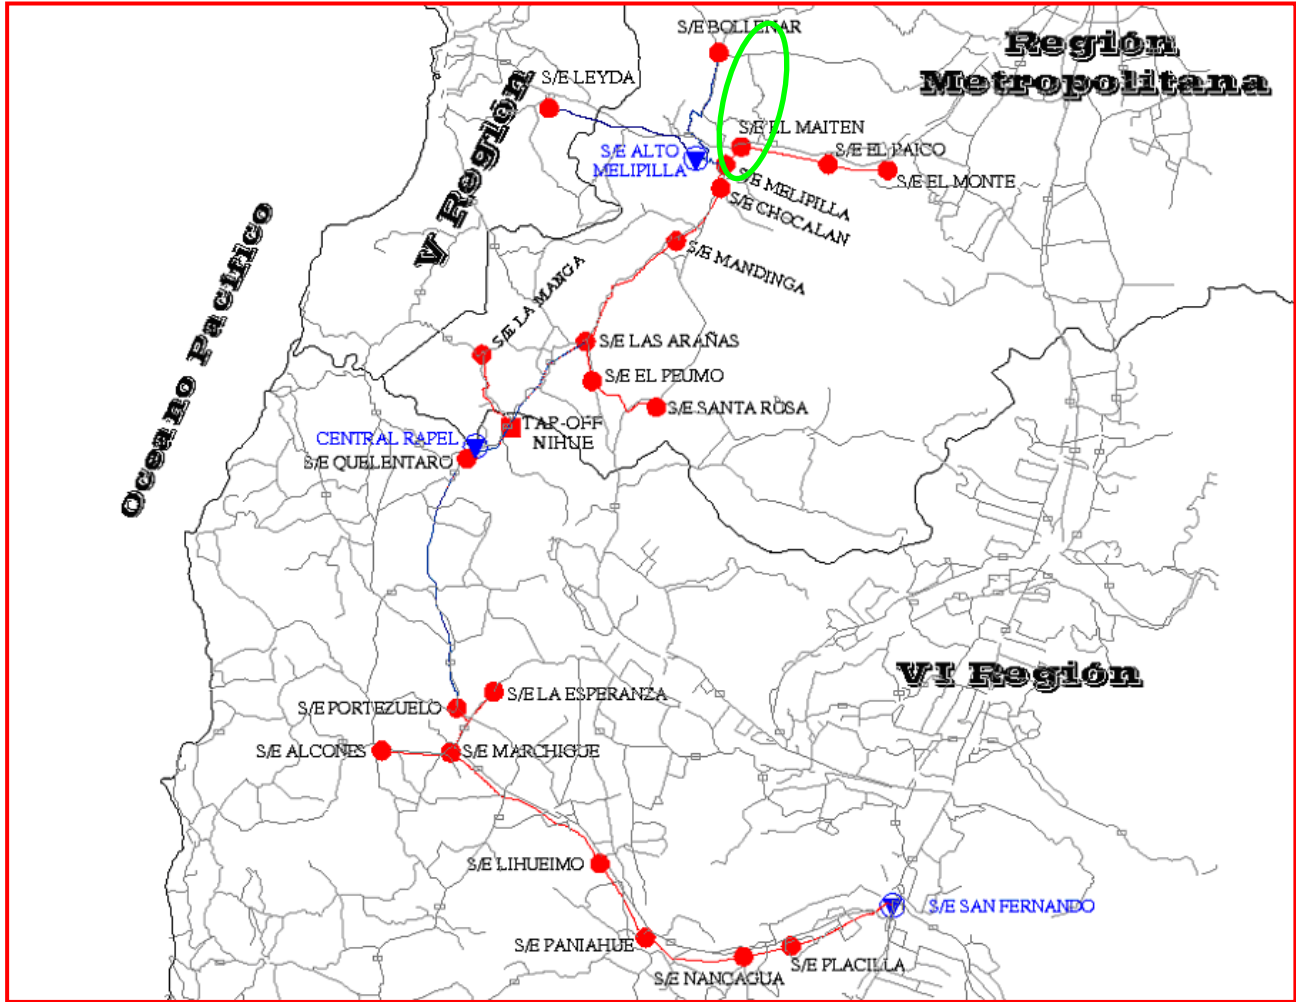 S/E BOLLENAR
Región
Metropolitana
S/E LEYDA
V Región
S/E EL MAITEN
S/E ALTO
MELIPILLA
S/E EL PAICO
S/E EL MONTE
S/E MELIPILLA
S/E CHOCALAN
S/E MANDINGA
Oceano Pacífico
S/E LA MANGA
S/E LAS ARAÑAS
S/E EL PEUMO
S/E SANTA ROSA
TAP-OFF
NIHUE
CENTRAL RAPEL
S/E QUELENTARO
VI Región
S/E LA ESPERANZA
S/E PORTEZUELO
S/E ALCONES
S/E MARCHIGUE
S/E LIHUEIMO
S/E SAN FERNANDO
S/E PANIAHUE
S/E PLACILLA
S/E NANCAGUA